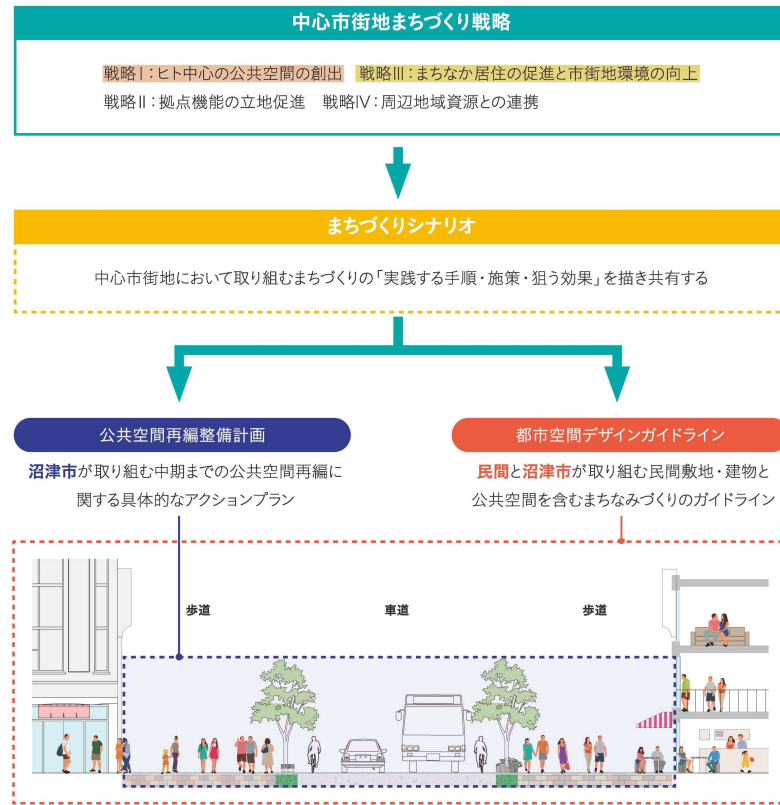 中心市街地まちづくり戦略
戦略Ⅰ：ヒト中心の公共空間の創出　戦略Ⅲ：まちなか居住の促進と市街地環境の向上
戦略Ⅱ：拠点機能の立地促進　戦略Ⅳ：周辺地域資源との連携
まちづくりシナリオ
中心市街地において取り組むまちづくりの「実践する手順・施策・狙う効果」を描き共有する
公共空間再編整備計画
沼津市が取り組む中期までの公共空間再編に
関する具体的なアクションプラン
都市空間デザインガイドライン
民間と沼津市が取り組む民間敷地・建物と
公共空間を含むまちなみづくりのガイドライン
歩道
車道
歩道